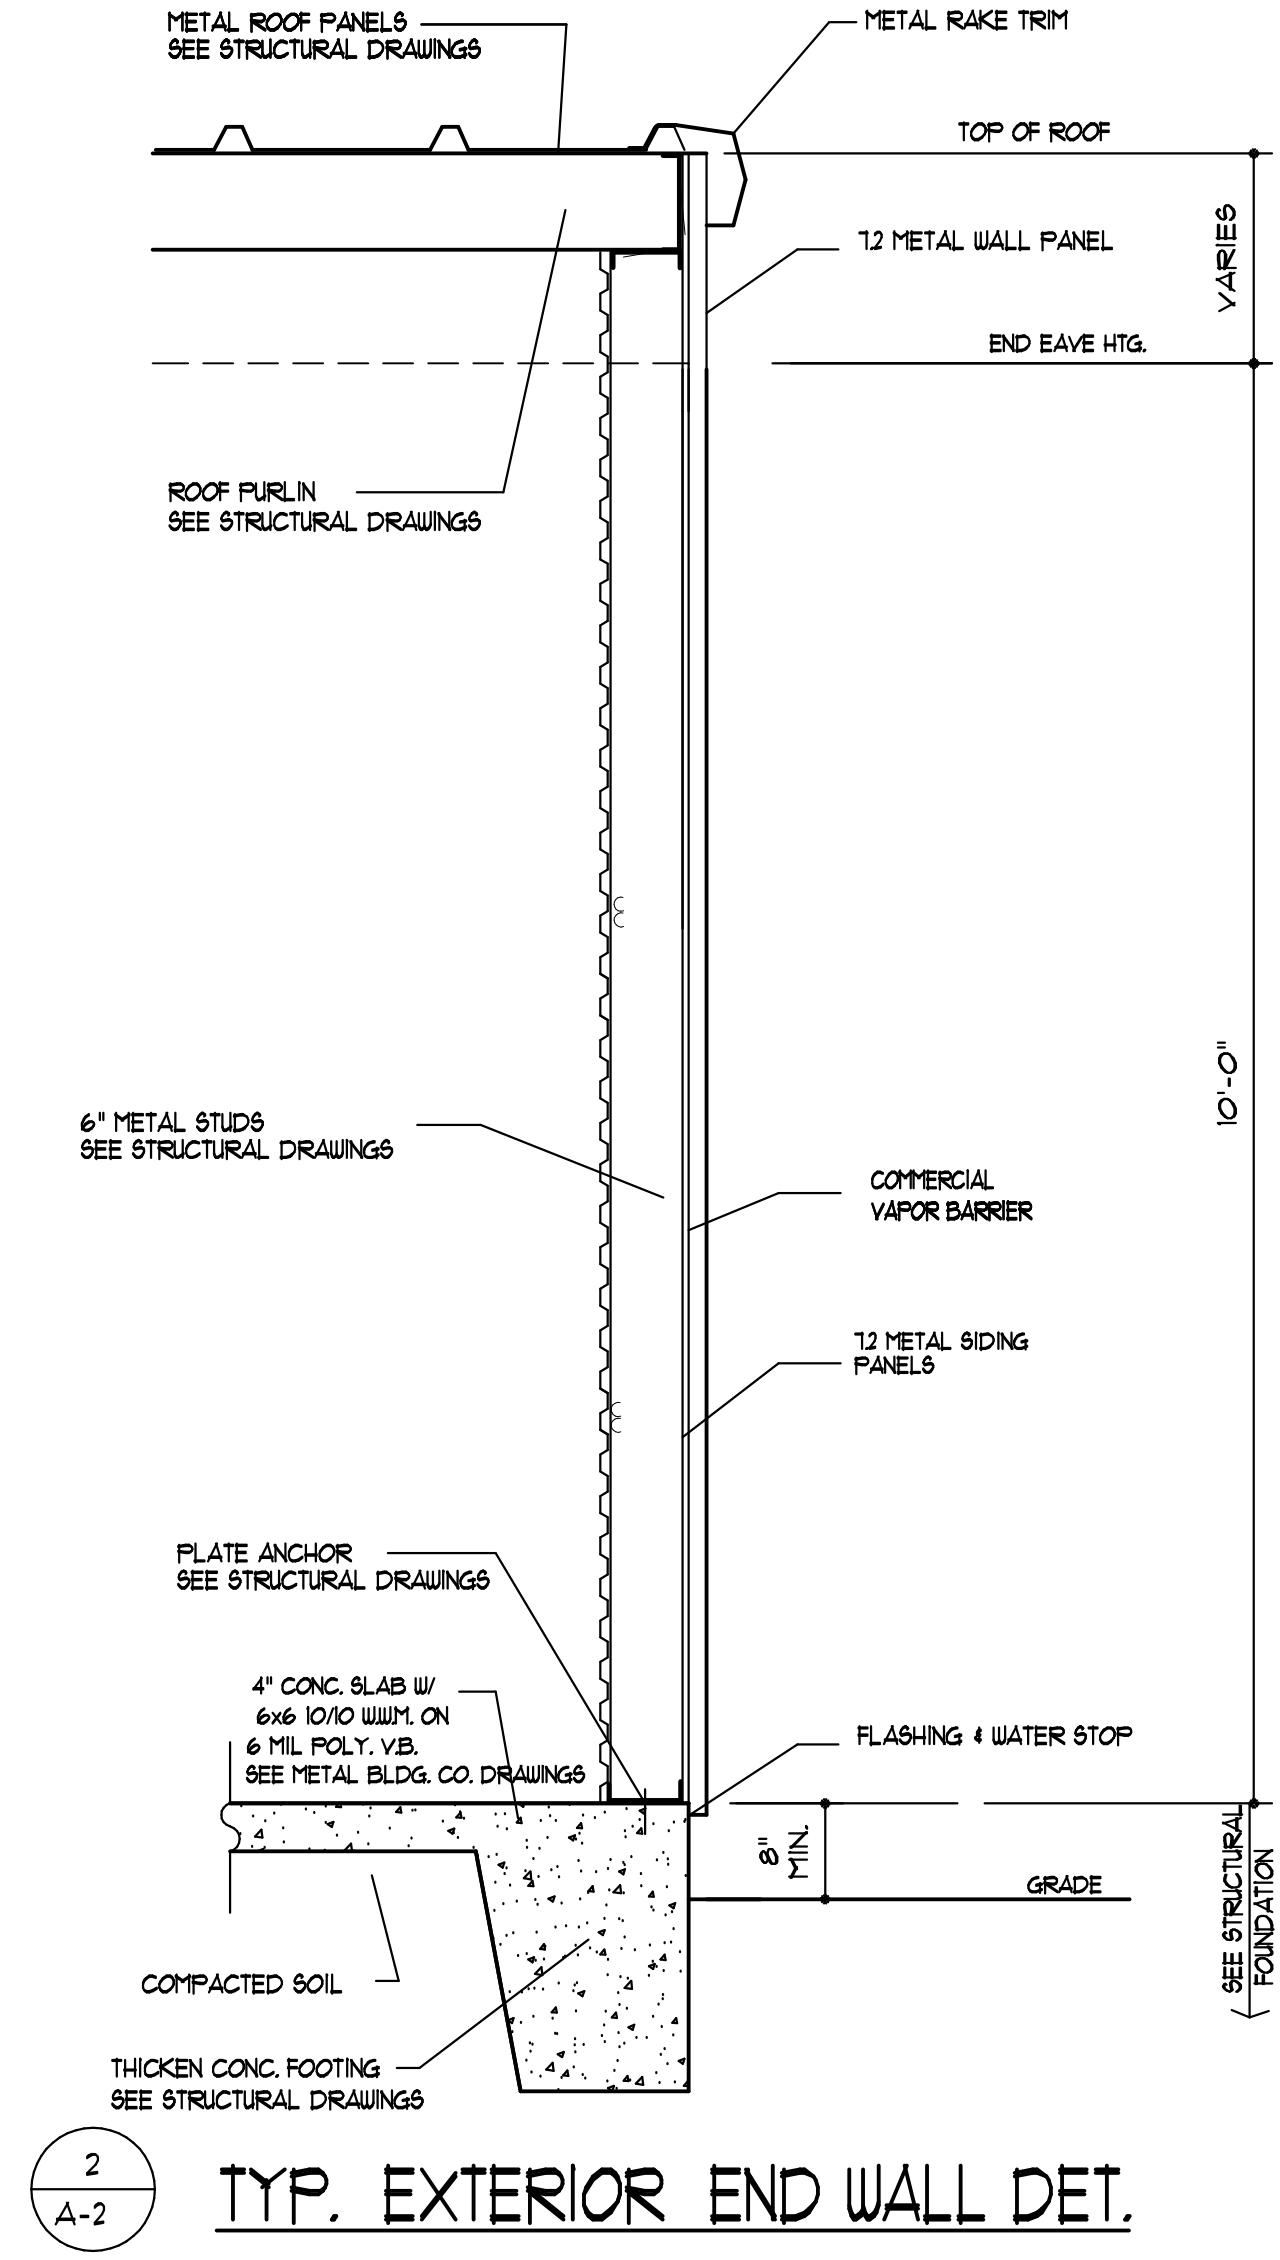 METAL ROOF PANELS
SEE STRUCTURAL DRAWINGS
METAL RAKE TRIM
TOP OF ROOF
VARIES
7.2 METAL WALL PANEL
END EAVE HTG.
ROOF PURLIN
SEE STRUCTURAL DRAWINGS
10'-0"
6" METAL STUDS
SEE STRUCTURAL DRAWINGS
COMMERCIAL
VAPOR BARRIER
7.2 METAL SIDING
PANELS
PLATE ANCHOR
SEE STRUCTURAL DRAWINGS
4" CONC. SLAB W/
6x6 10/10 W.W.M. ON
6 MIL POLY. V.B.
SEE METAL BLDG. CO. DRAWINGS
FLASHING & WATER STOP
8"
MIN.
GRADE
SEE STRUCTURAL
FOUNDATION
COMPACTED SOIL
THICKEN CONC. FOOTING
SEE STRUCTURAL DRAWINGS
2
A-2
TYP. EXTERIOR END WALL DET.